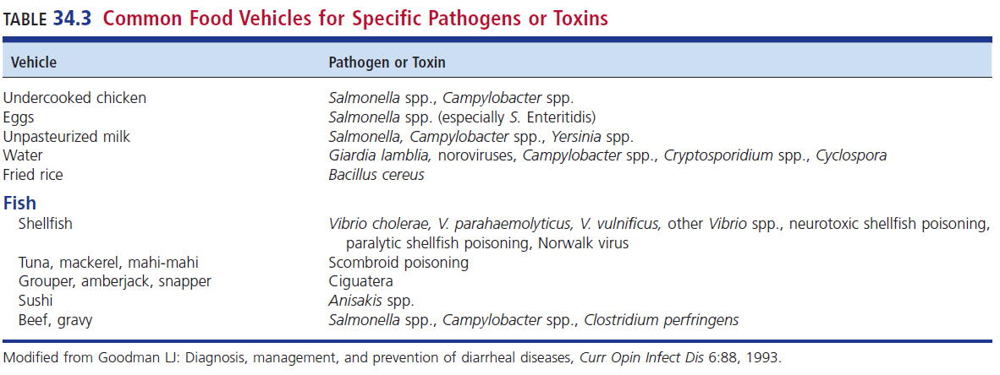 TABLE 34.3 Common Food Vehicles for Specific Pathogens or Toxins
Vehicle Pathogen or Toxin
Undercooked chicken Salmonella spp., Campylobacter spp.
Eggs Salmonella spp. (especially S. Enteritidis)
Unpasteurized milk Salmonella, Campylobacter spp., Yersinia spp.
Water Giardia lamblia, noroviruses, Campylobacter spp., Cryptosporidium spp., Cyclospora
Fried rice Bacillus cereus
Fish
Shellfish Vibrio cholerae, V. parahaemolyticus, V. vulnificus, other Vibrio spp., neurotoxic shellfish poisoning,
paralytic shellfish poisoning, Norwalk virus
Tuna, mackerel, mahi-mahi Scombroid poisoning
Grouper, amberjack, snapper Ciguatera
Sushi Anisakis spp.
Beef, gravy Salmonella spp., Campylobacter spp., Clostridium perfringens
Modified from Goodman LJ: Diagnosis, management, and prevention of diarrheal diseases, Curr Opin Infect Dis 6:88, 1993.